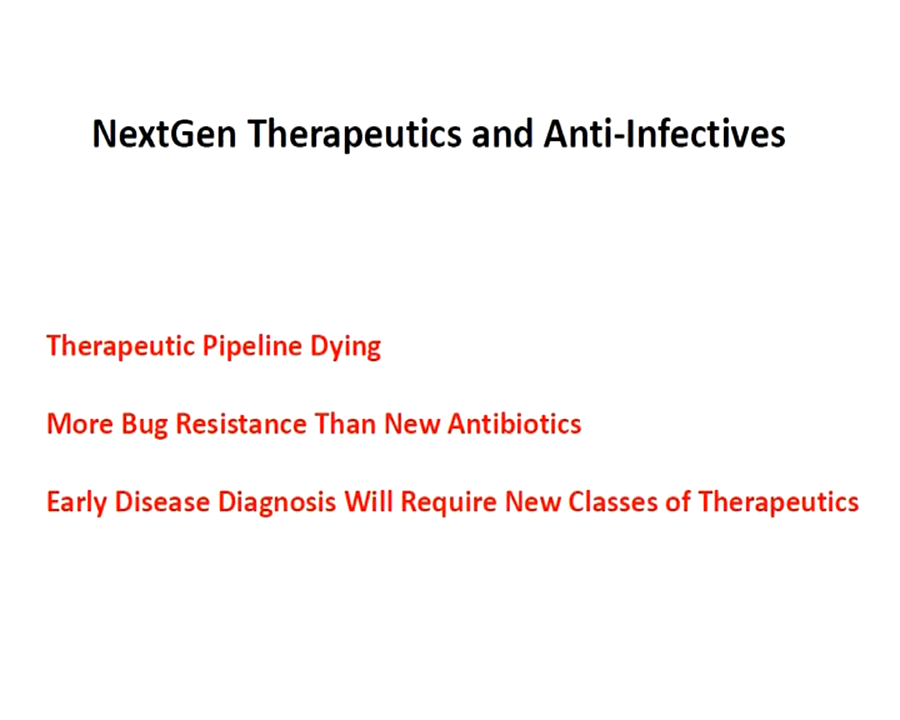 NextGen Therapeutics and Anti-Infectives
Therapeutic Pipeline Dying
More Bug Resistance Than New Antibiotics
Early Disease Diagnosis Will Require New Classes of Therapeutics